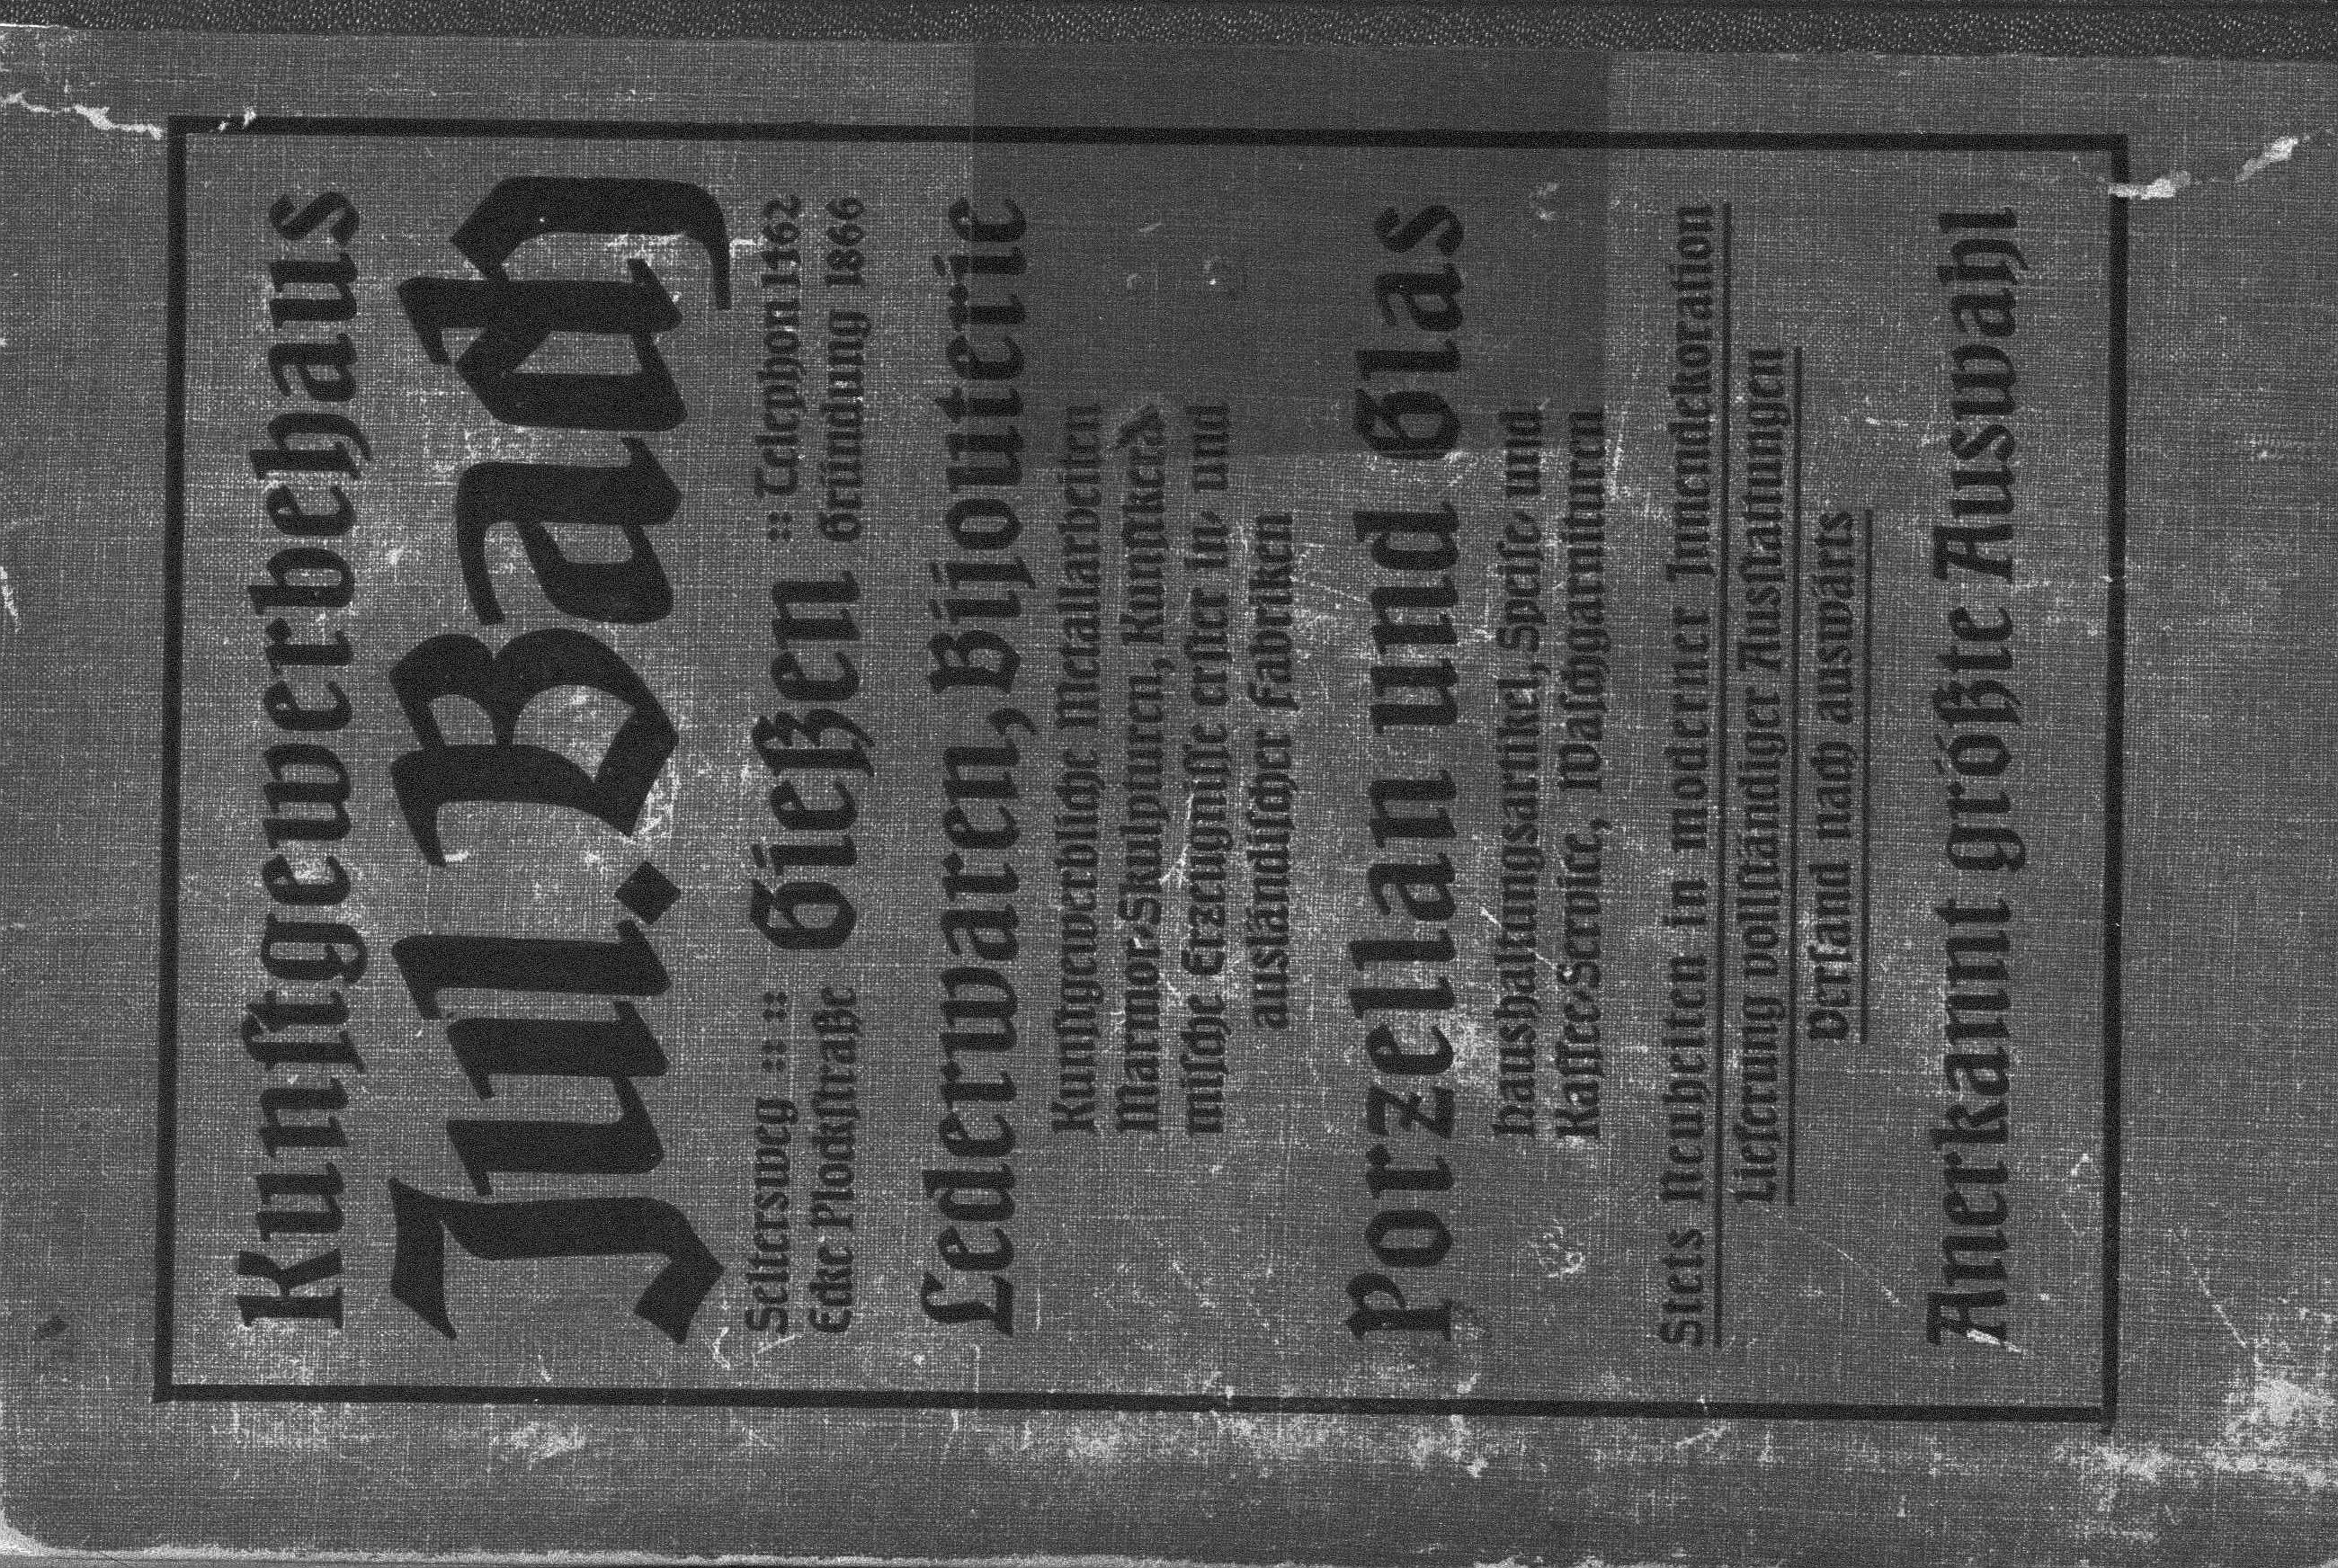 Kunſtgewerbehaus
Jul. Bach
Seltersweg :: :: Gießen :: Telephon 1162
Ecke Plockſtraße Gründung 1866
Lederwaren, Bijouterie
Kunſtgewerbliche Metallarbeiten
Marmor-Skulpturen, Kunſtkera-
miſche Erzeugniſſe erſter in- und
ausländiſcher Fabriken
Porzellan und Glas
Haushaltungsartikel, Speiſe- und
Kaffee-Serviſe, Waſchgarnituren
Stets Neuheiten in moderner Innendekoration
Lieferung vollſtändiger Ausſtattungen
Verſand nach auswärts
Anerkannt größte Auswahl